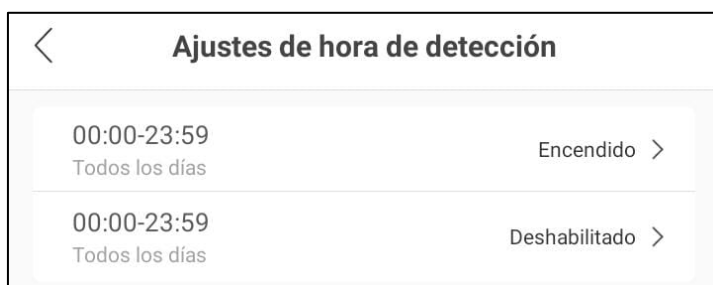 Ajustes de hora de detección
00:00-23:59
Encendido
Todos los días
00:00-23:59
Deshabilitado
Todos los días